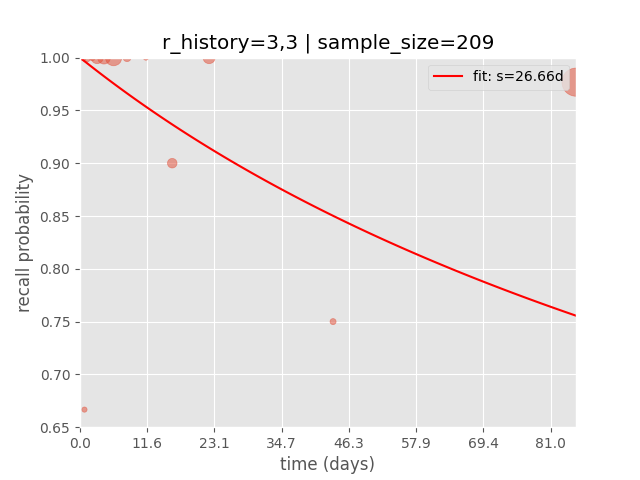 r_history=3,3 | sample_size=209
fit: s=26.66d
recall probability
1.00
0.95
0.90
0.85
0.80
0.75
0.70
0.65
0.0 11.6 23.1 34.7 46.3 57.9 69.4 81.0
time (days)